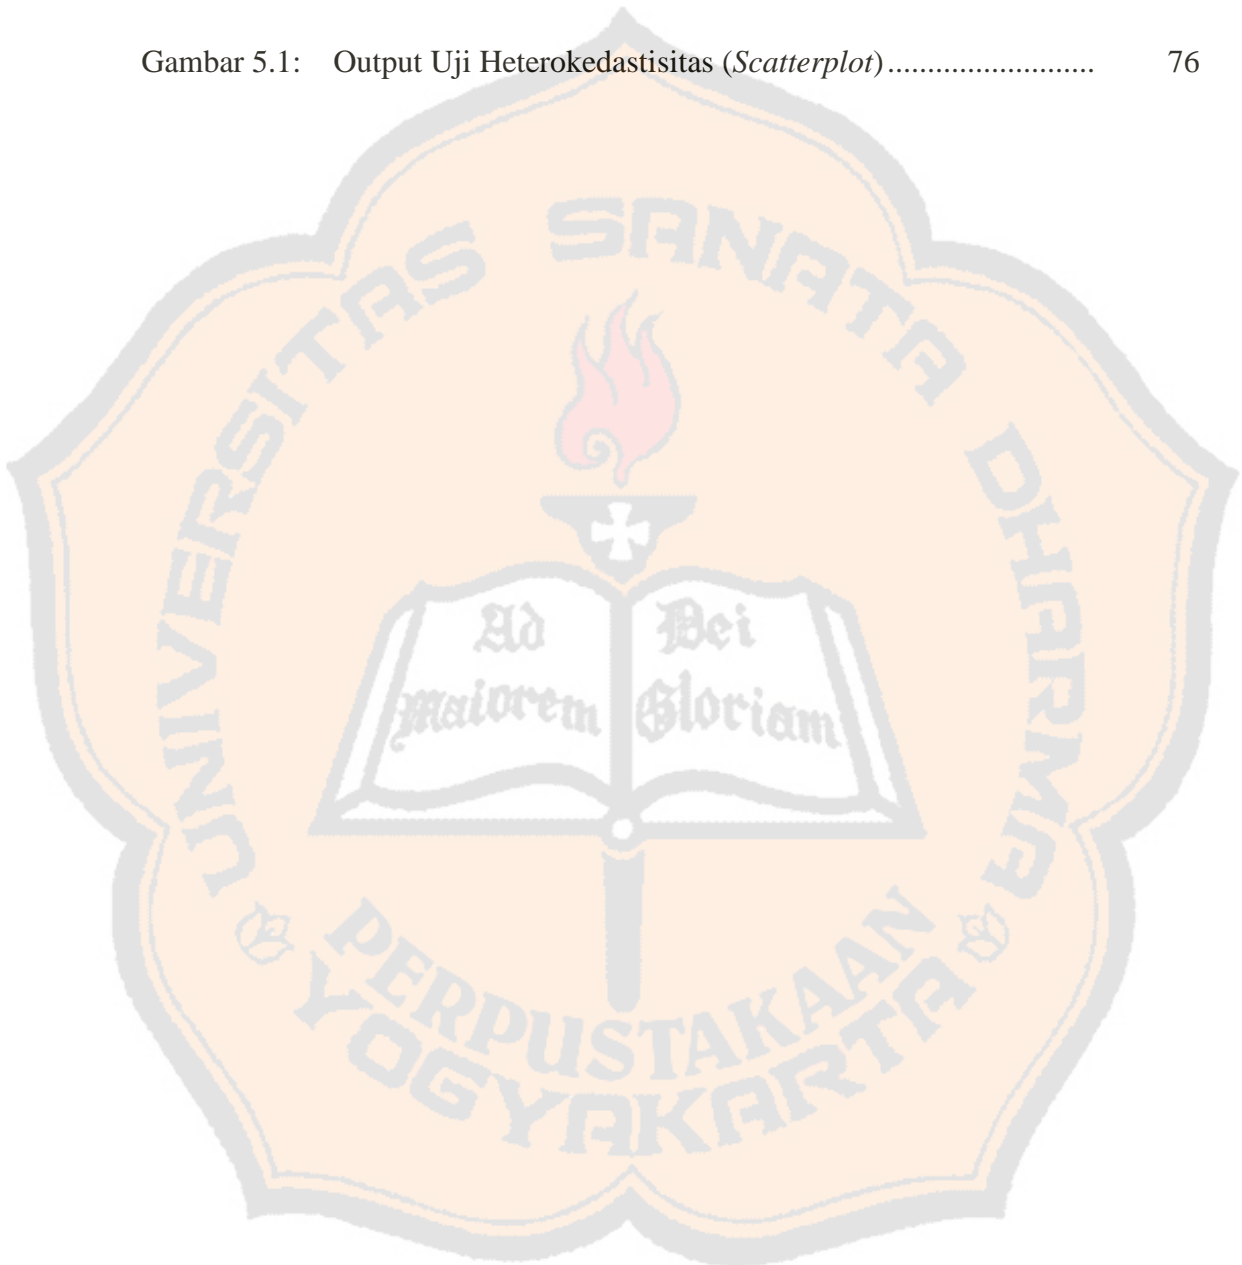 Gambar 5.1: Output Uji Heterokedastisitas (Scatterplot).......................... 76
UNIVERSITAS SANATA DHARMA
Ad
maiorem
Dei
Gloriam
PERPUSTAKAAN
YOGYAKARTA